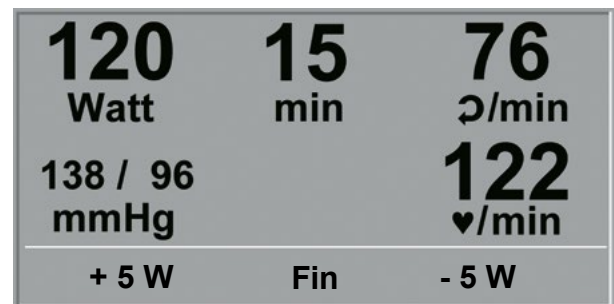 120 15 76
Watt min /min
138 / 96 122
mmHg ♥/min
+ 5 W Fin - 5 W